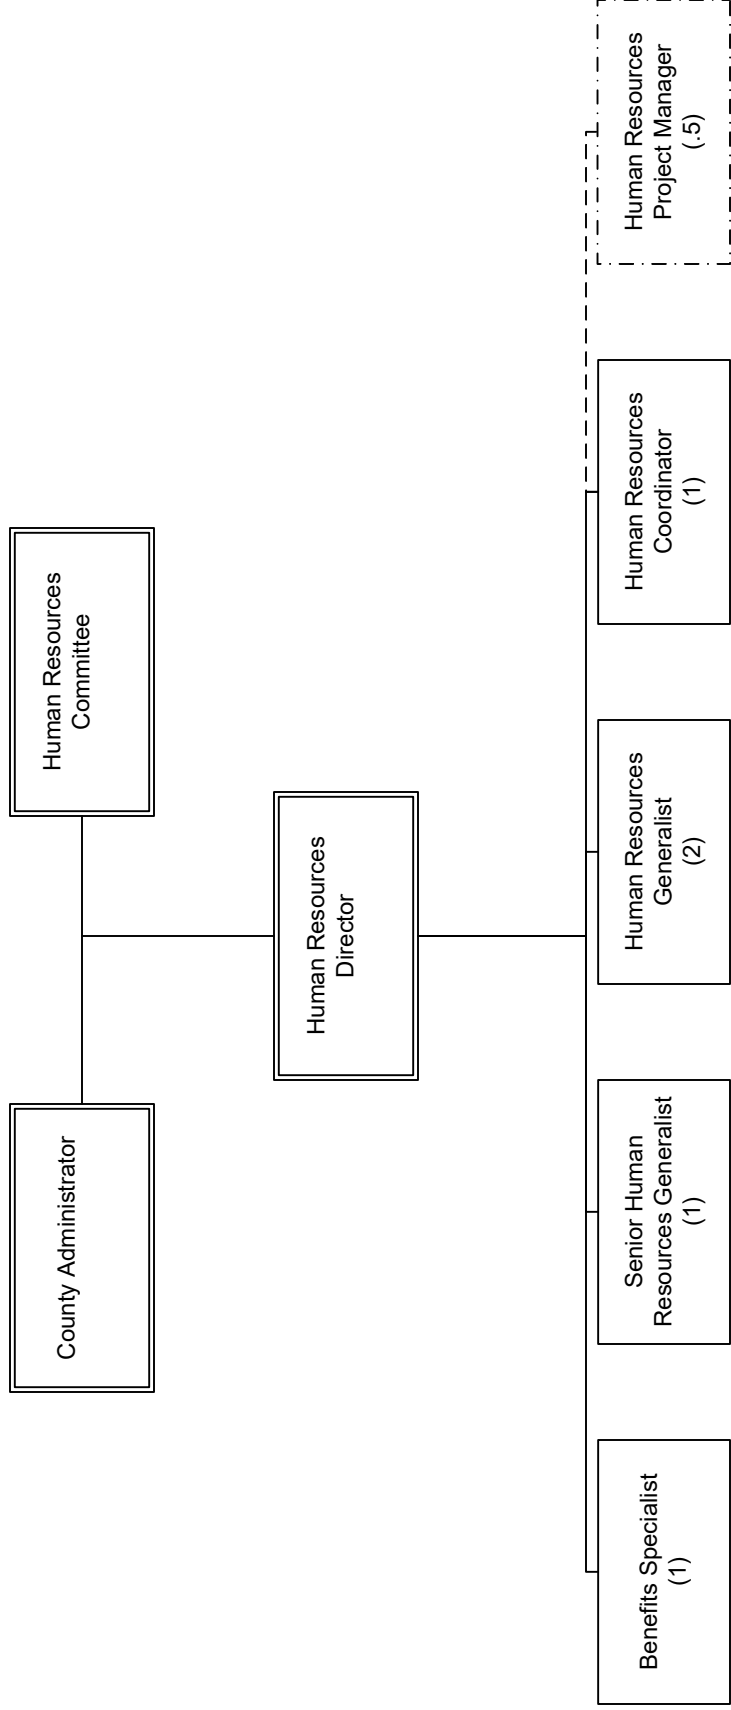 County Administrator
Human Resources
Committee
Human Resources
Director
Benefits Specialist
(1)
Senior Human
Resources Generalist
(1)
Human Resources
Generalist
(2)
Human Resources
Coordinator
(1)
Human Resources
Project Manager
(.5)